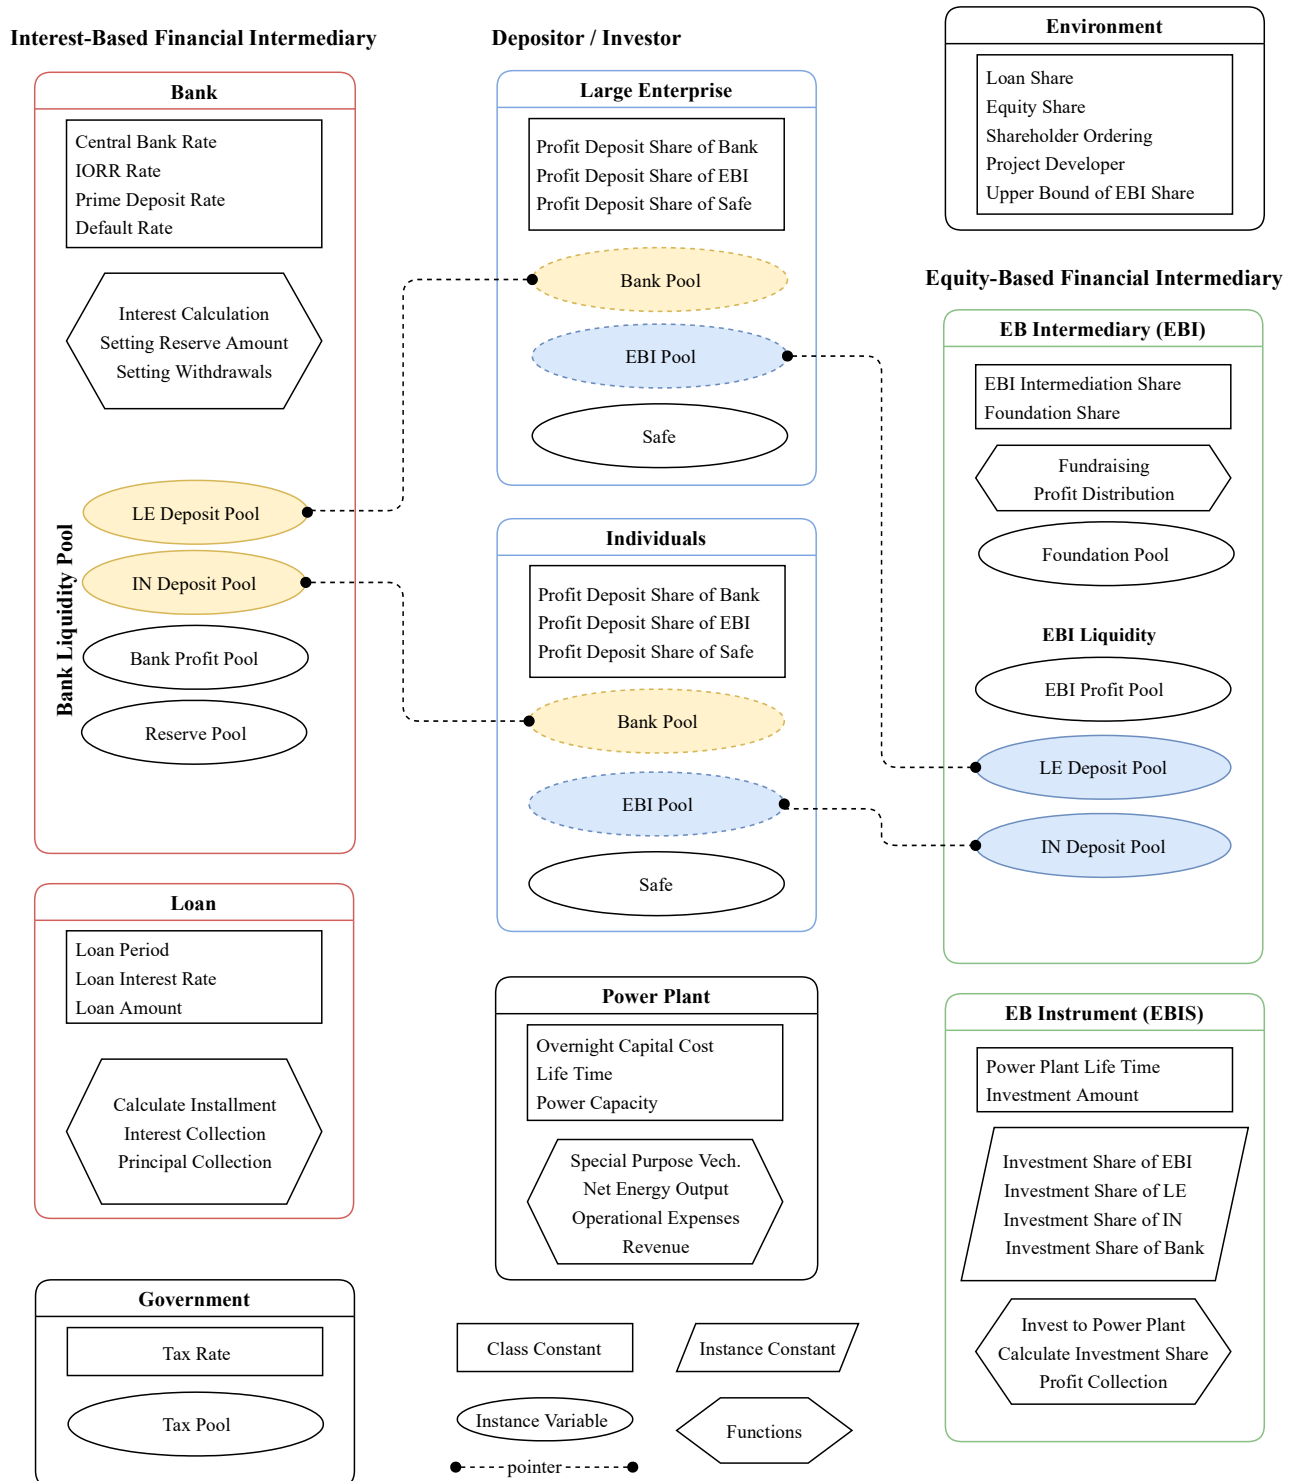 Interest-Based Financial Intermediary
Bank
Central Bank Rate
IORR Rate
Prime Deposit Rate
Default Rate
Interest Calculation
Setting Reserve Amount
Setting Withdrawals
Bank Liquidity Pool
LE Deposit Pool
IN Deposit Pool
Bank Profit Pool
Reserve Pool
Loan
Loan Period
Loan Interest Rate
Loan Amount
Calculate Installment
Interest Collection
Principal Collection
Government
Tax Rate
Tax Pool
Depositor / Investor
Large Enterprise
Profit Deposit Share of Bank
Profit Deposit Share of EBI
Profit Deposit Share of Safe
Bank Pool
EBI Pool
Safe
Individuals
Profit Deposit Share of Bank
Profit Deposit Share of EBI
Profit Deposit Share of Safe
Bank Pool
EBI Pool
Safe
Power Plant
Overnight Capital Cost
Life Time
Power Capacity
Special Purpose Vech.
Net Energy Output
Operational Expenses
Revenue
Class Constant
Instance Constant
Instance Variable
Functions
pointer
Environment
Loan Share
Equity Share
Shareholder Ordering
Project Developer
Upper Bound of EBI Share
Equity-Based Financial Intermediary
EB Intermediary (EBI)
EBI Intermediation Share
Foundation Share
Fundraising
Profit Distribution
Foundation Pool
EBI Liquidity
EBI Profit Pool
LE Deposit Pool
IN Deposit Pool
EB Instrument (EBIS)
Power Plant Life Time
Investment Amount
Investment Share of EBI
Investment Share of LE
Investment Share of IN
Investment Share of Bank
Invest to Power Plant
Calculate Investment Share
Profit Collection